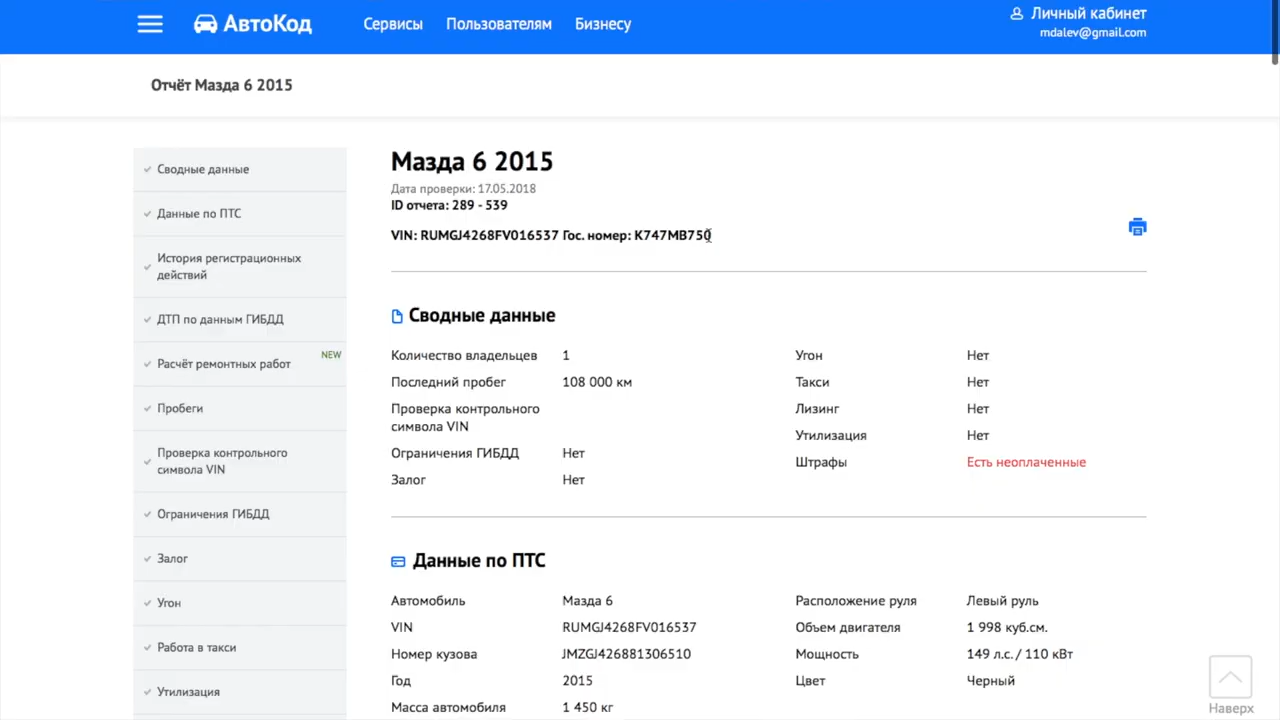 АвтоКод
Сервисы Пользователям Бизнесу
Личный кабинет
mdalev@gmail.com
Отчёт Мазда 6 2015
Сводные данные
Данные по ПТС
История регистрационных
действий
ДТП по данным ГИБДД
Расчёт ремонтных работ NEW
Пробеги
Проверка контрольного
символа VIN
Ограничения ГИБДД
Залог
Угон
Работа в такси
Утилизация
Мазда 6 2015
Дата проверки: 17.05.2018
ID отчета: 289 - 539
VIN: RUMGJ4268FV016537 Гос. номер: K747MB750
Сводные данные
Количество владельцев 1
Последний пробег 108 000 км
Проверка контрольного
символа VIN
Ограничения ГИБДД Нет
Залог Нет
Угон Нет
Такси Нет
Лизинг Нет
Утилизация Нет
Штрафы Есть неоплаченные
Данные по ПТС
Автомобиль Мазда 6
VIN RUMGJ4268FV016537
Номер кузова JMZGJ426881306510
Год 2015
Масса автомобиля 1 450 кг
Расположение руля Левый руль
Объем двигателя 1 998 куб.см.
Мощность 149 л.с. / 110 кВт
Цвет Черный
Наверх